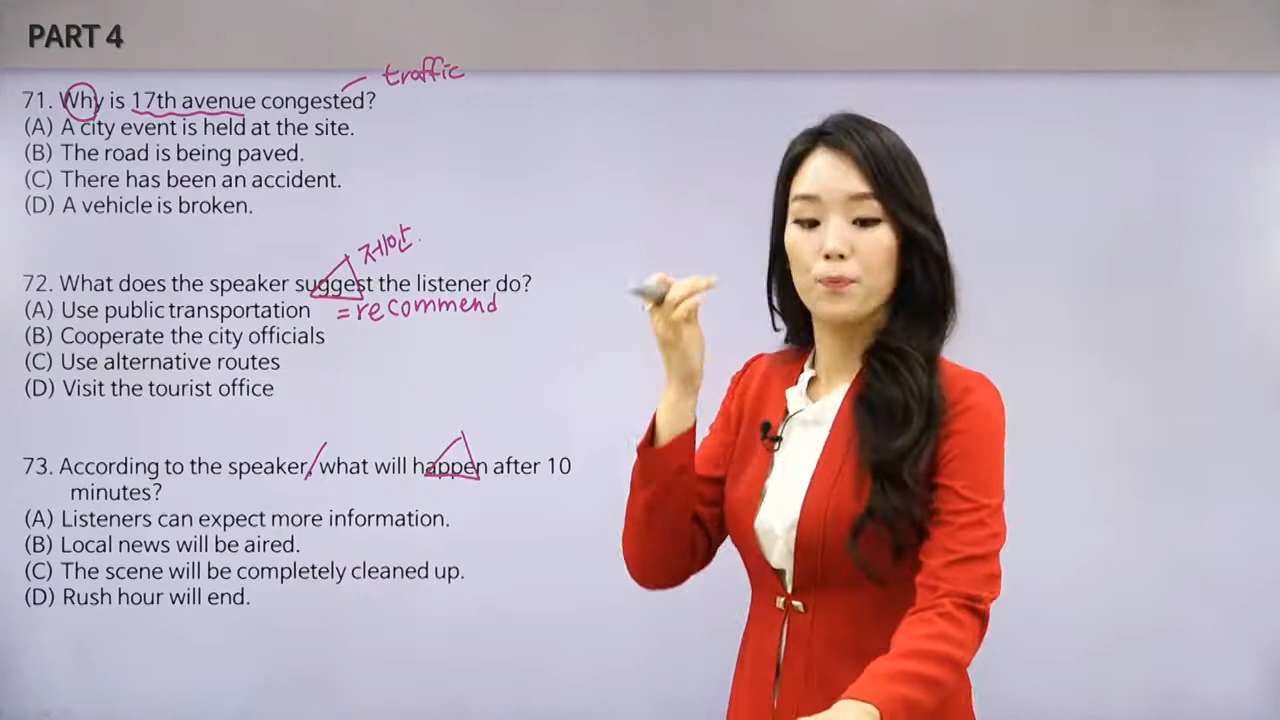 PART 4
traffic
71. Why is 17th avenue congested?
(A) A city event is held at the site.
(B) The road is being paved.
(C) There has been an accident.
(D) A vehicle is broken.
제안.
72. What does the speaker suggest the listener do?
(A) Use public transportation
=recommend
(B) Cooperate the city officials
(C) Use alternative routes
(D) Visit the tourist office
73. According to the speaker, what will happen after 10
minutes?
(A) Listeners can expect more information.
(B) Local news will be aired.
(C) The scene will be completely cleaned up.
(D) Rush hour will end.